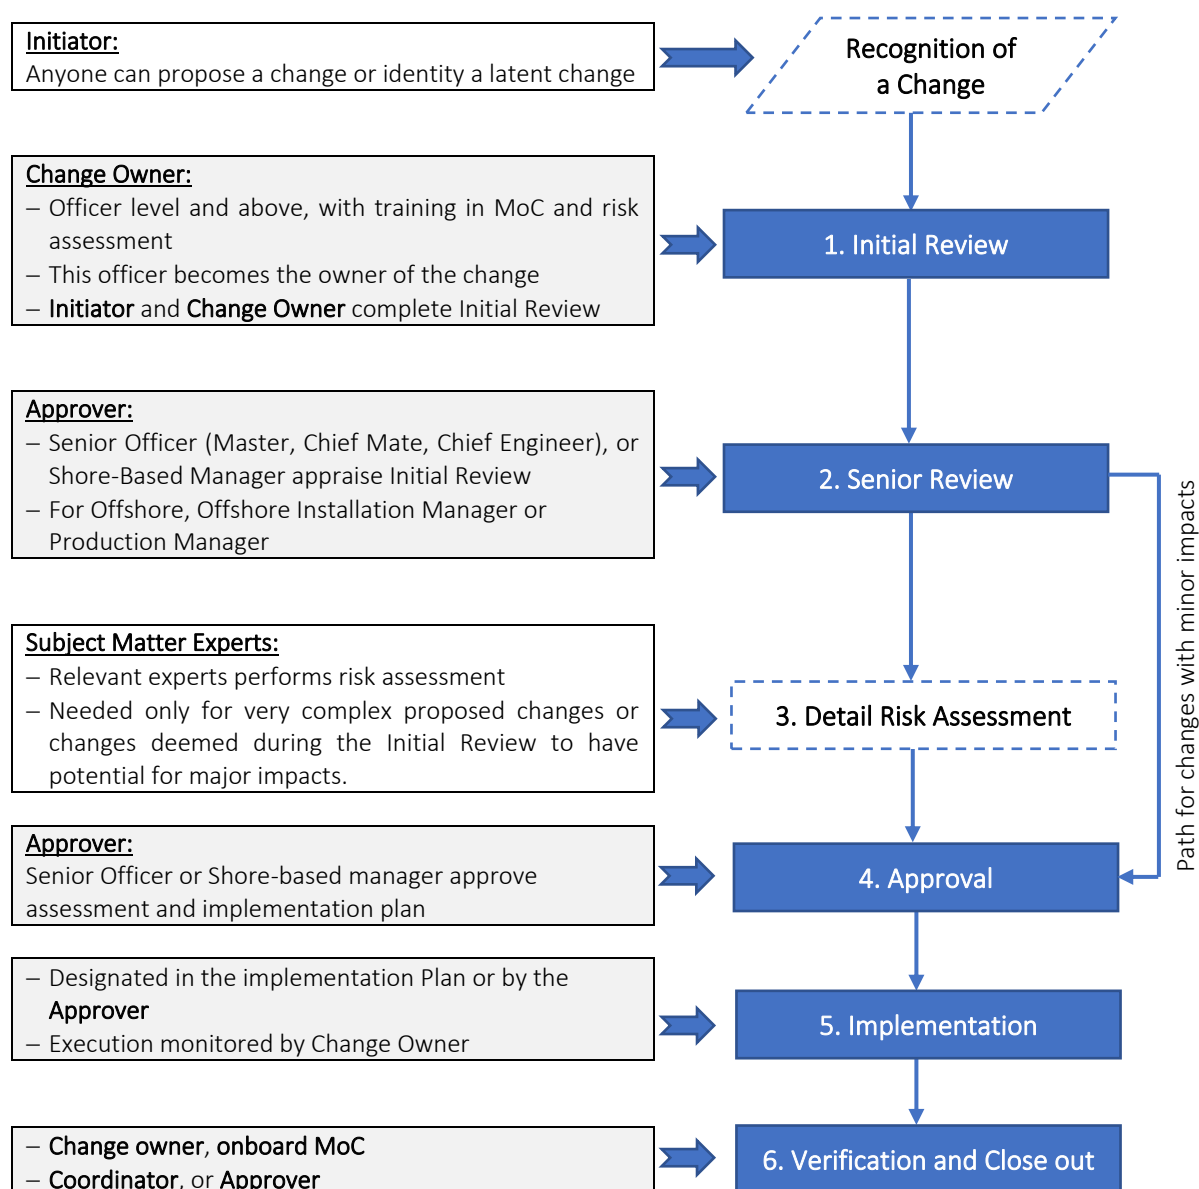 Initiator:
Anyone can propose a change or identity a latent change
Recognition of
a Change
Change Owner:
– Officer level and above, with training in MoC and risk
assessment
– This officer becomes the owner of the change
– Initiator and Change Owner complete Initial Review
1. Initial Review
Approver:
– Senior Officer (Master, Chief Mate, Chief Engineer), or
Shore-Based Manager appraise Initial Review
– For Offshore, Offshore Installation Manager or
Production Manager
2. Senior Review
Path for changes with minor impacts
Subject Matter Experts:
– Relevant experts performs risk assessment
– Needed only for very complex proposed changes or
changes deemed during the Initial Review to have
potential for major impacts.
3. Detail Risk Assessment
Approver:
Senior Officer or Shore-based manager approve
assessment and implementation plan
4. Approval
– Designated in the implementation Plan or by the
Approver
– Execution monitored by Change Owner
5. Implementation
– Change owner, onboard MoC
– Coordinator, or Approver
6. Verification and Close out